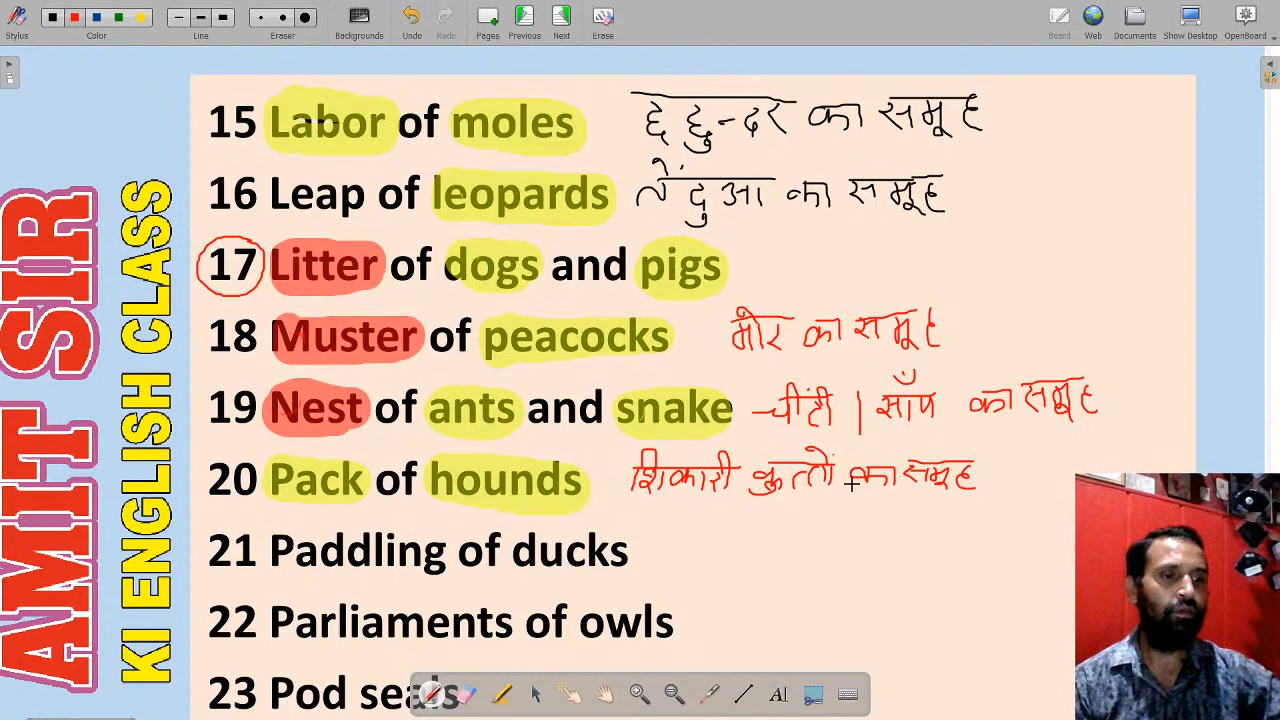 Stylus Color Line Eraser Backgrounds Undo Redo Pages Previous Next Erase Board Web Documents Show Desktop OpenBoard
AMIT SIR
KI ENGLISH CLASS
15 Labor of moles छछुन्दर का समूह
16 Leap of leopards तेंदुआ का समूह
17 Litter of dogs and pigs
18 Muster of peacocks मोर का समूह
19 Nest of ants and snake चींटी | साँप का समूह
20 Pack of hounds शिकारी कुत्तों का समूह
21 Paddling of ducks
22 Parliaments of owls
23 Pod seals